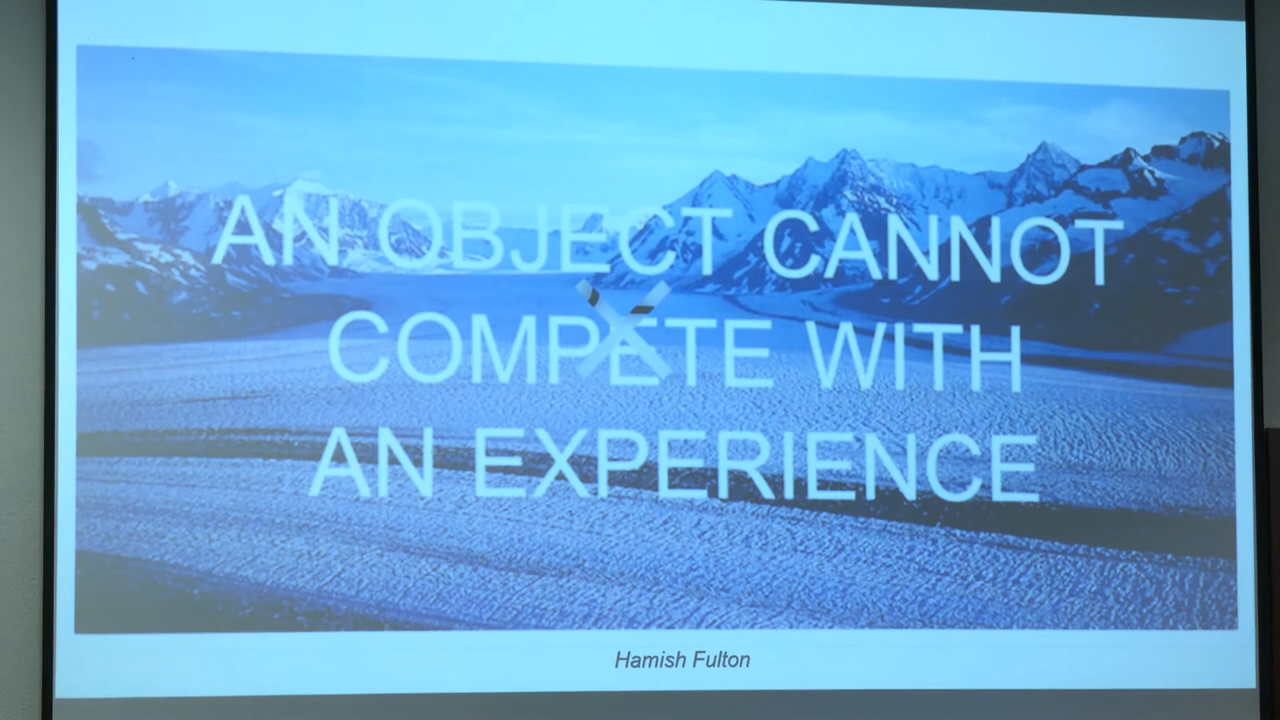 AN OBJECT CANNOT
COMPETE WITH
AN EXPERIENCE
Hamish Fulton